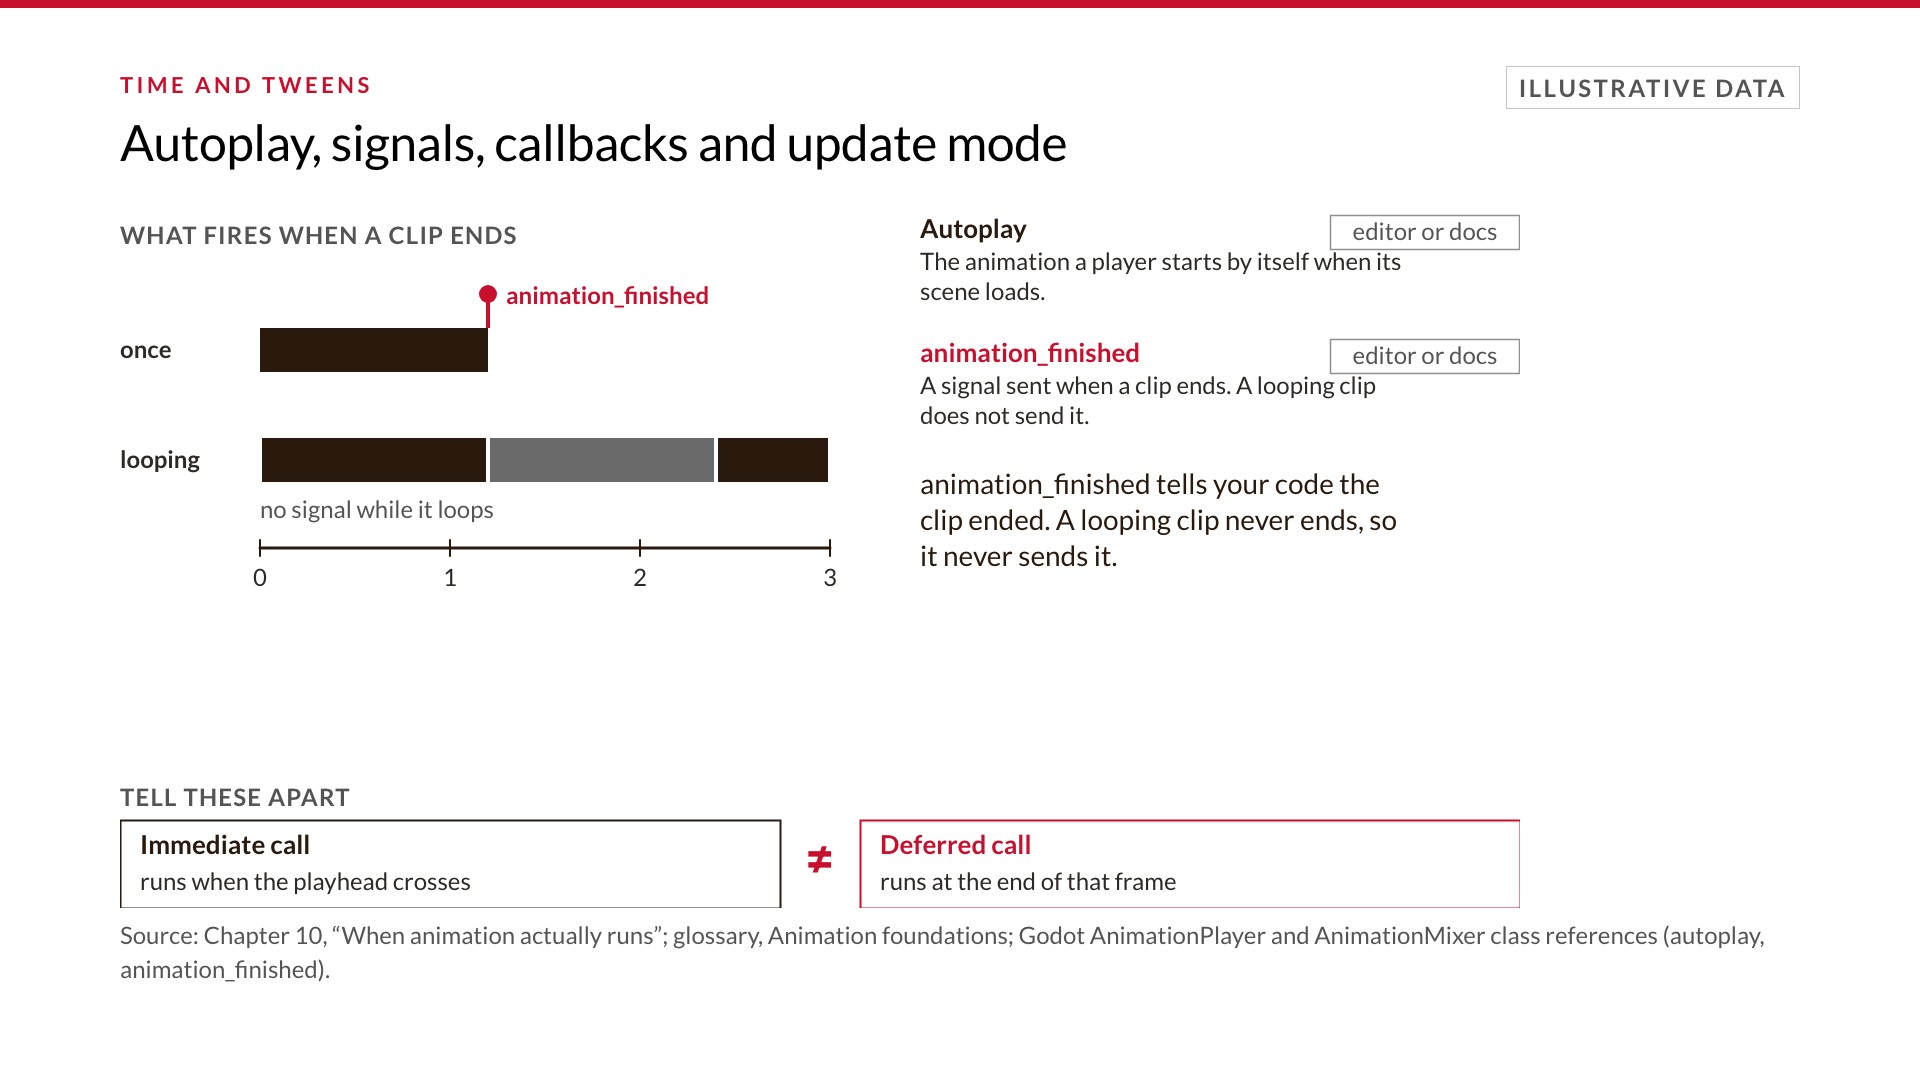 TIME AND TWEENS
ILLUSTRATIVE DATA
Autoplay, signals, callbacks and update mode
WHAT FIRES WHEN A CLIP ENDS
animation_finished
once
looping
no signal while it loops
0 1 2 3
Autoplay
editor or docs
The animation a player starts by itself when its
scene loads.
animation_finished
editor or docs
A signal sent when a clip ends. A looping clip
does not send it.
animation_finished tells your code the
clip ended. A looping clip never ends, so
it never sends it.
TELL THESE APART
Immediate call
runs when the playhead crosses
≠
Deferred call
runs at the end of that frame
Source: Chapter 10, “When animation actually runs”; glossary, Animation foundations; Godot AnimationPlayer and AnimationMixer class references (autoplay,
animation_finished).